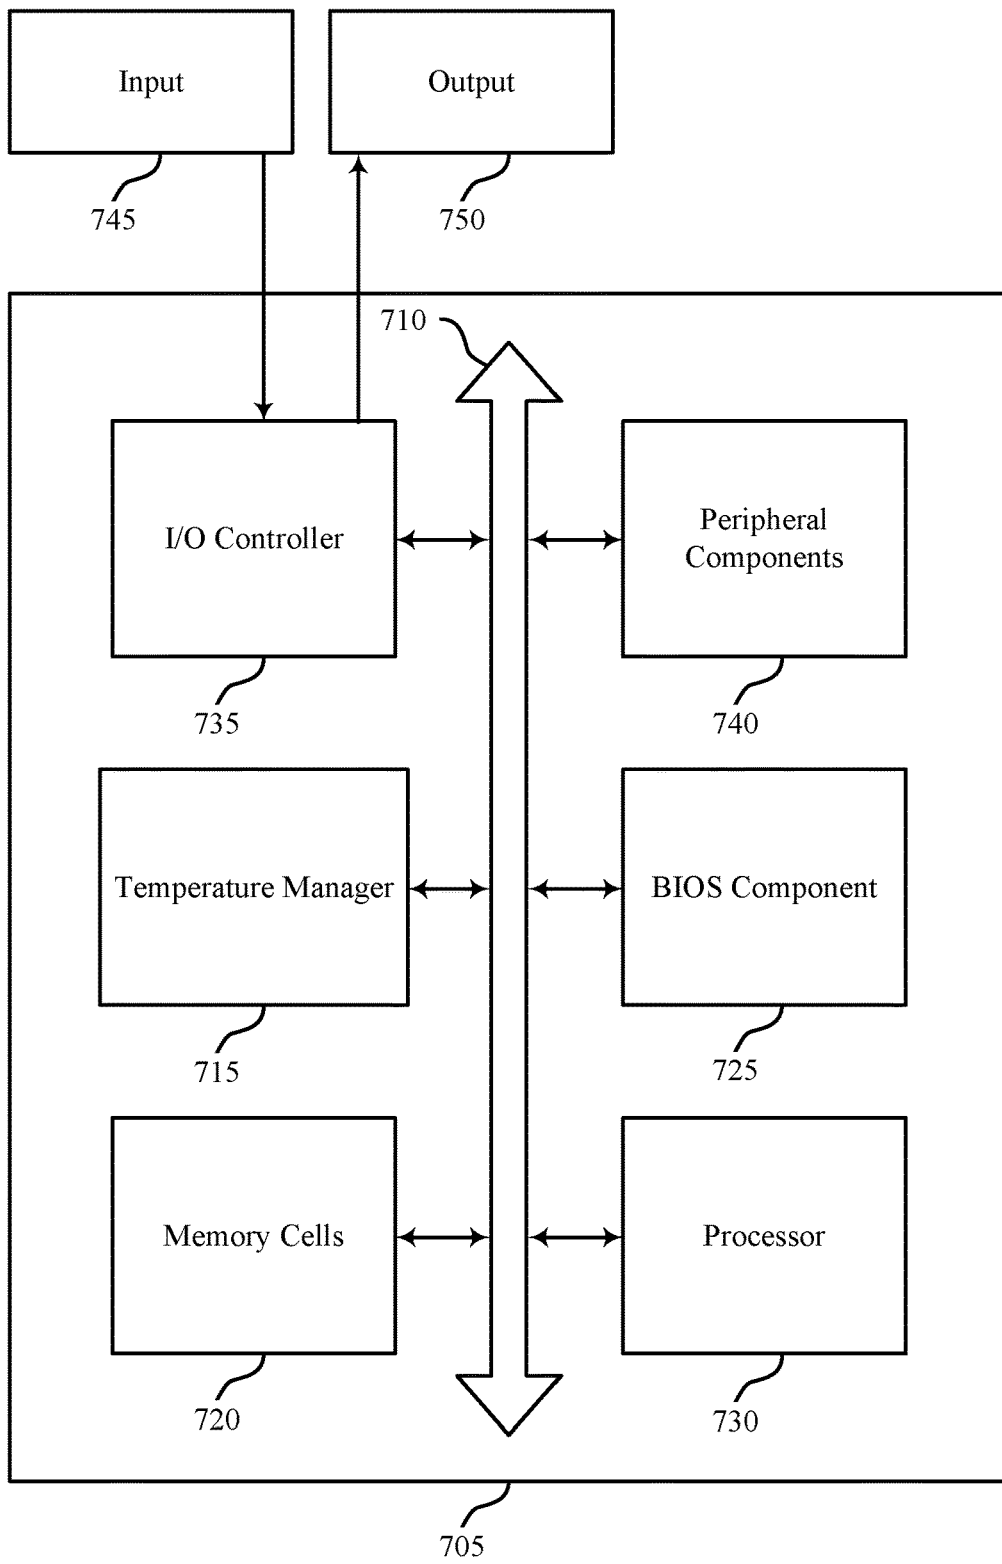 Input
Output
745
750
710
I/O Controller
Peripheral
Components
735
740
Temperature Manager
BIOS Component
715
725
Memory Cells
Processor
720
730
705